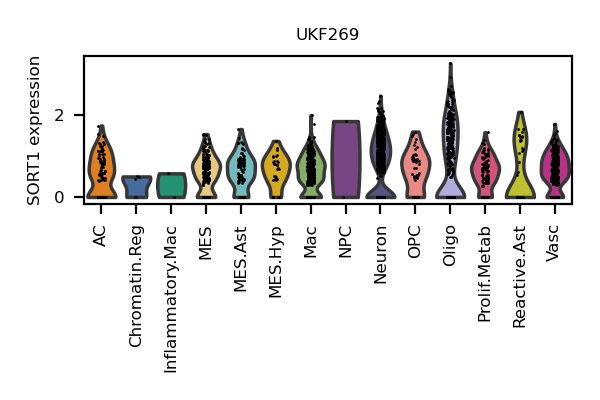 UKF269
SORT1 expression
2
0
AC
Chromatin.Reg
Inflammatory.Mac
MES
MES.Ast
MES.Hyp
Mac
NPC
Neuron
OPC
Oligo
Prolif.Metab
Reactive.Ast
Vasc